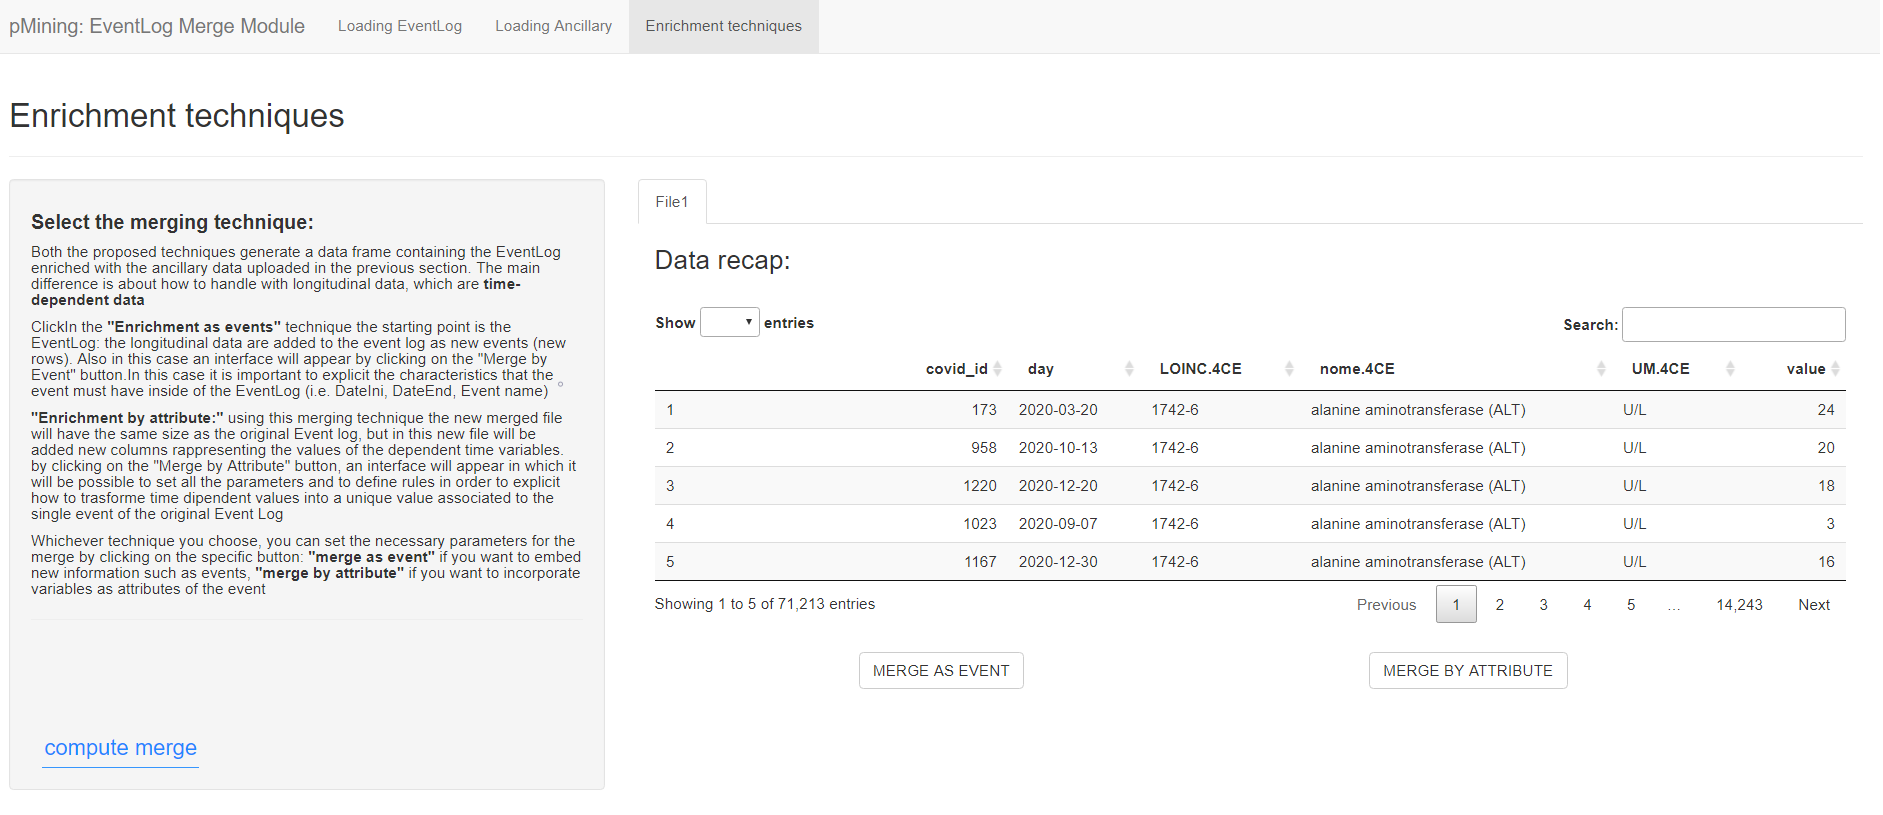 pMining: EventLog Merge Module Loading EventLog Loading Ancillary Enrichment techniques
Enrichment techniques
Select the merging technique:
Both the proposed techniques generate a data frame containing the EventLog
enriched with the ancillary data uploaded in the previous section. The main
difference is about how to handle with longitudinal data, which are time-
dependent data
ClickIn the "Enrichment as events" technique the starting point is the
EventLog: the longitudinal data are added to the event log as new events (new
rows). Also in this case an interface will appear by clicking on the "Merge by
Event" button.In this case it is important to explicit the characteristics that the
event must have inside of the EventLog (i.e. DateIni, DateEnd, Event name)
"Enrichment by attribute:" using this merging technique the new merged file
will have the same size as the original Event log, but in this new file will be
added new columns rappresenting the values of the dependent time variables.
by clicking on the "Merge by Attribute" button, an interface will appear in which it
will be possible to set all the parameters and to define rules in order to explicit
how to trasforme time dipendent values into a unique value associated to the
single event of the original Event Log
Whichever technique you choose, you can set the necessary parameters for the
merge by clicking on the specific button: "merge as event" if you want to embed
new information such as events, "merge by attribute" if you want to incorporate
variables as attributes of the event
compute merge
File1
Data recap:
Show entries
Search:
covid_id day LOINC.4CE nome.4CE UM.4CE value
1 173 2020-03-20 1742-6 alanine aminotransferase (ALT) U/L 24
2 958 2020-10-13 1742-6 alanine aminotransferase (ALT) U/L 20
3 1220 2020-12-20 1742-6 alanine aminotransferase (ALT) U/L 18
4 1023 2020-09-07 1742-6 alanine aminotransferase (ALT) U/L 3
5 1167 2020-12-30 1742-6 alanine aminotransferase (ALT) U/L 16
Showing 1 to 5 of 71,213 entries
Previous 1 2 3 4 5 … 14,243 Next
MERGE AS EVENT MERGE BY ATTRIBUTE